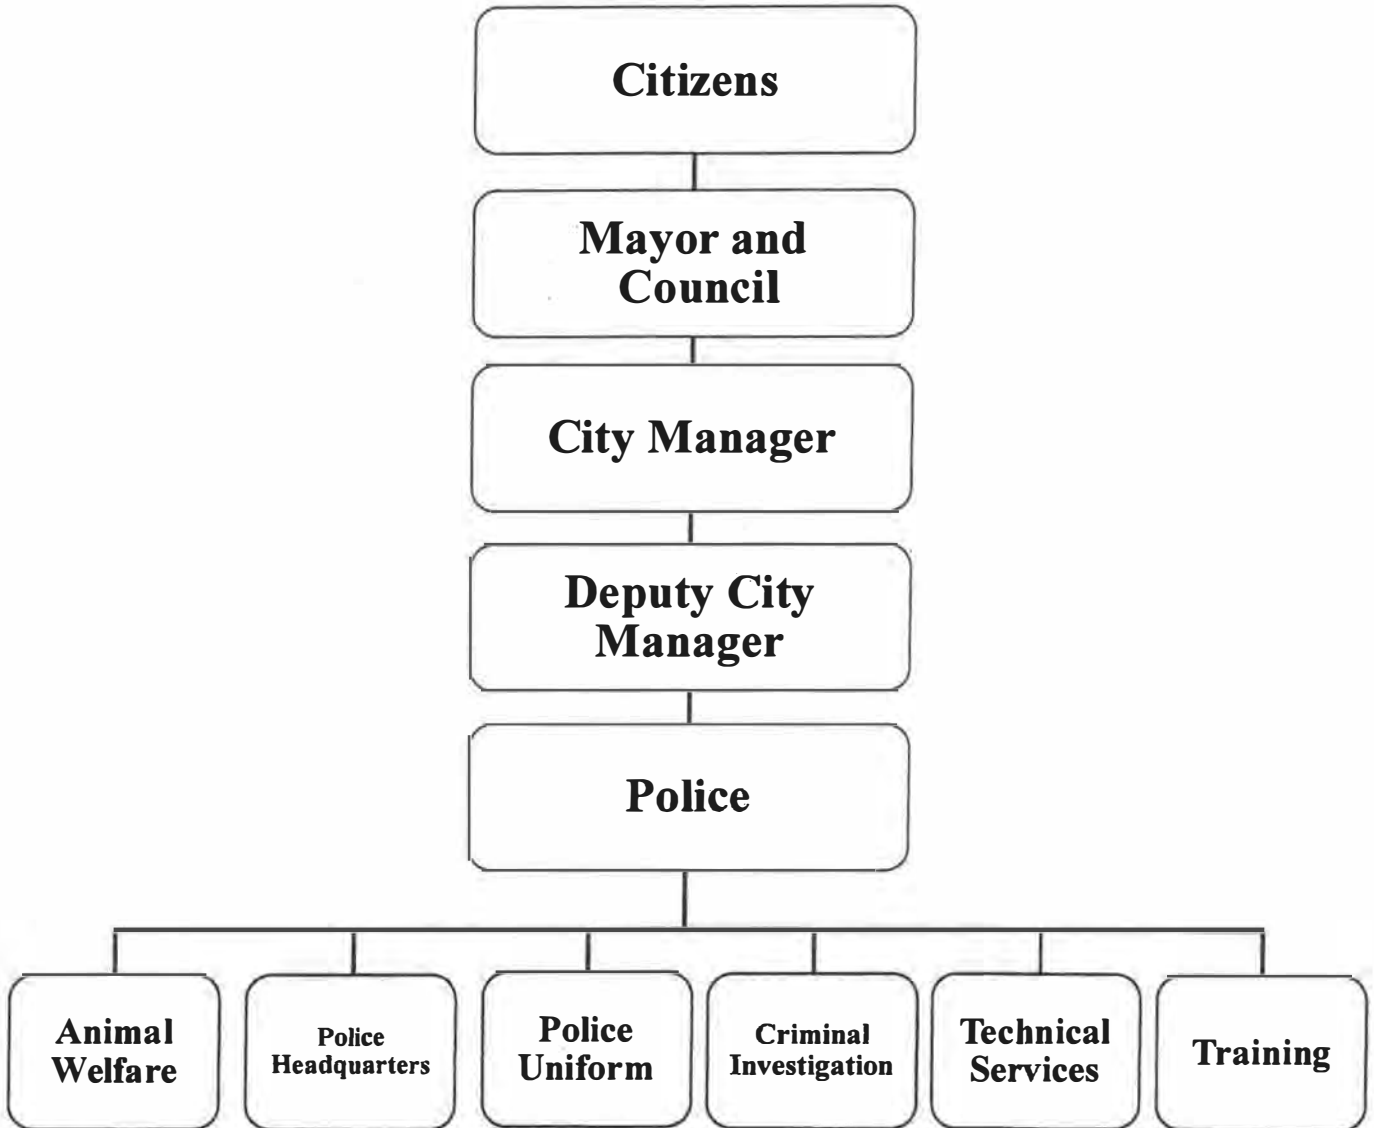 Citizens
Mayor and
Council
City Manager
Deputy City
Manager
Police
Animal
Welfare
Police
Headquarters
Police
Uniform
Criminal
Investigation
Technical
Services
Training